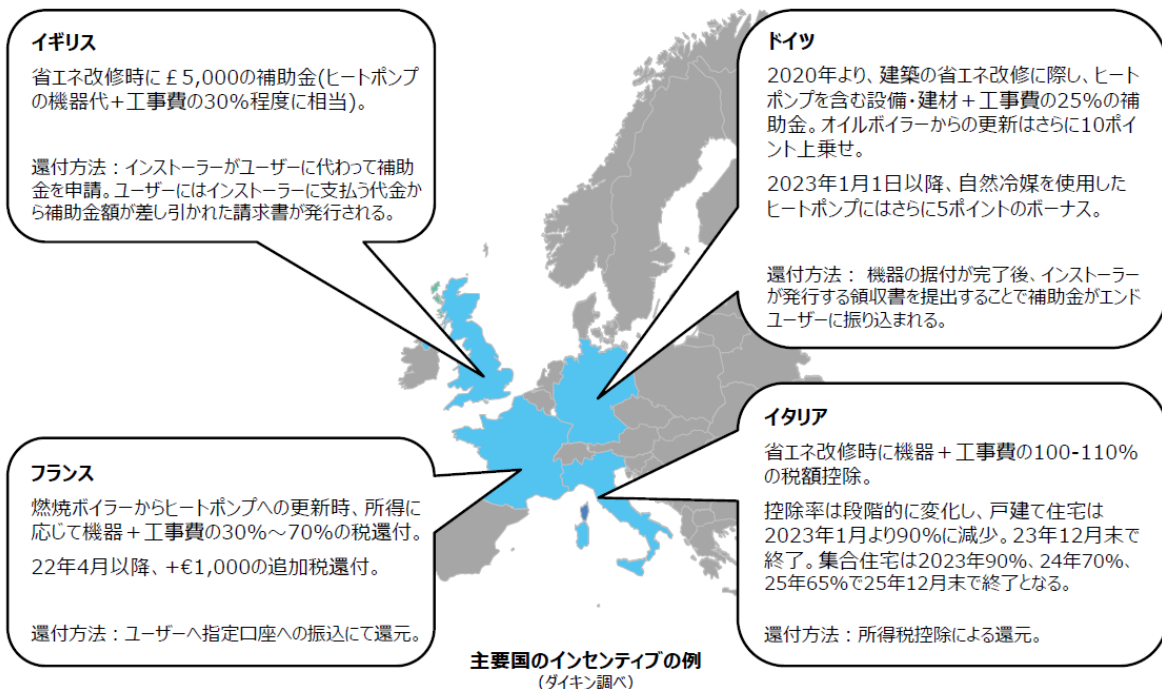 イギリス
省エネ改修時に£5,000の補助金(ヒートポンプ
の機器代+工事費の30%程度に相当)。
還付方法：インストーラーがユーザーに代わって補助
金を申請。ユーザーにはインストーラーに支払う代金か
ら補助金額が差し引かれた請求書が発行される。
ドイツ
2020年より、建築の省エネ改修に際し、ヒート
ポンプを含む設備・建材+工事費の25%の補
助金。オイルボイラーからの更新はさらに10ポイ
ント上乗せ。
2023年1月1日以降、自然冷媒を使用した
ヒートポンプにはさらに5ポイントのボーナス。
還付方法： 機器の据付が完了後、インストーラー
が発行する領収書を提出することで補助金がエンド
ユーザーに振り込まれる。
フランス
燃焼ボイラーからヒートポンプへの更新時、所得に
応じて機器+工事費の30%～70%の税還付。
22年4月以降、+€1,000の追加税還付。
還付方法：ユーザーへ指定口座への振込にて還元。
イタリア
省エネ改修時に機器+工事費の100-110%
の税額控除。
控除率は段階的に変化し、戸建て住宅は
2023年1月より90%に減少。23年12月末で
終了。集合住宅は2023年90%、24年70%、
25年65%で25年12月末で終了となる。
還付方法：所得税控除による還元。
主要国のインセンティブの例
(ダイキン調べ)